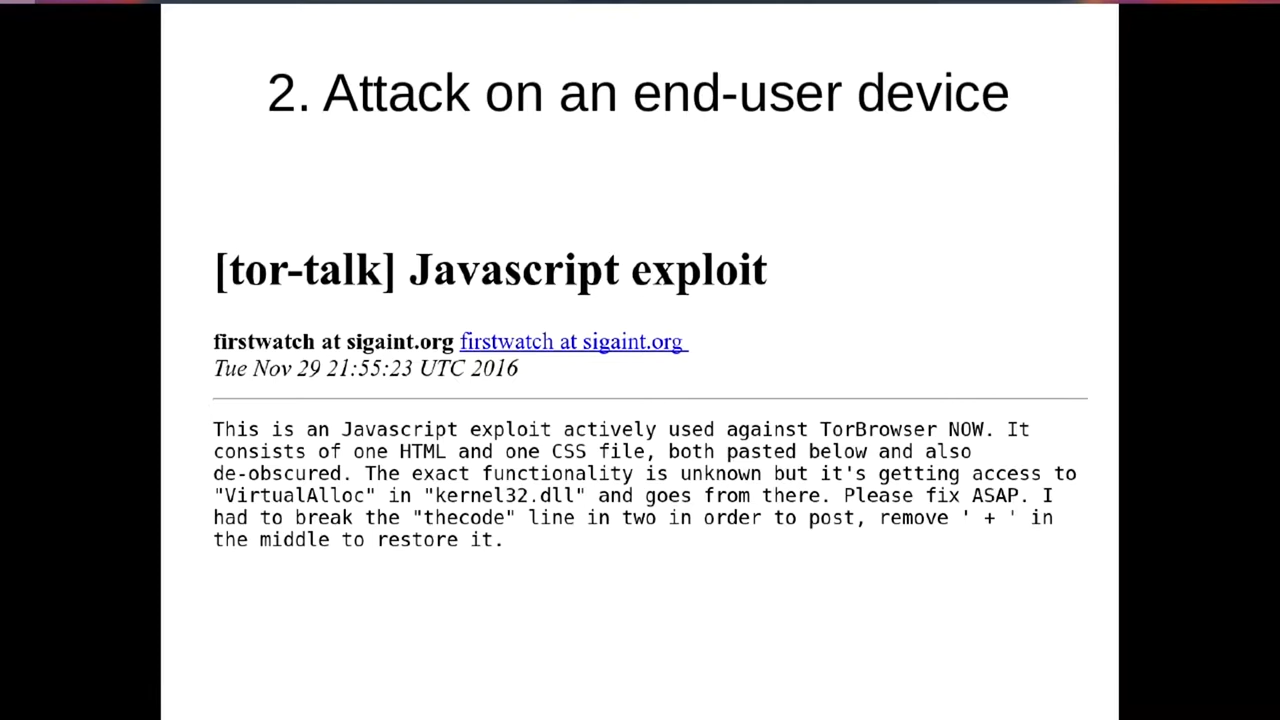 2. Attack on an end-user device
[tor-talk] Javascript exploit
firstwatch at sigaint.org firstwatch at sigaint.org
Tue Nov 29 21:55:23 UTC 2016
This is an Javascript exploit actively used against TorBrowser NOW. It
consists of one HTML and one CSS file, both pasted below and also
de-obscured. The exact functionality is unknown but it's getting access to
"VirtualAlloc" in "kernel32.dll" and goes from there. Please fix ASAP. I
had to break the "thecode" line in two in order to post, remove ' + ' in
the middle to restore it.